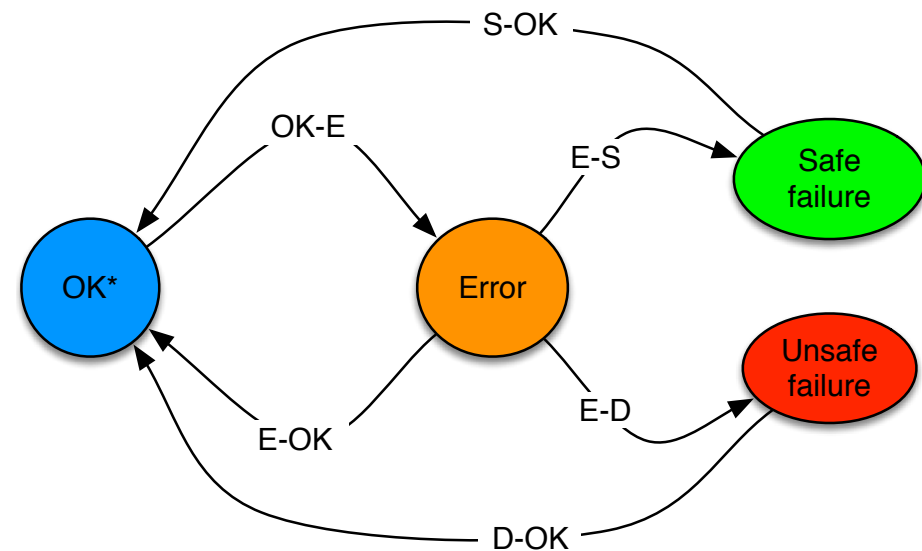 S-OK
OK-E
E-S
Safe
failure
OK*
Error
Unsafe
failure
E-D
E-OK
D-OK